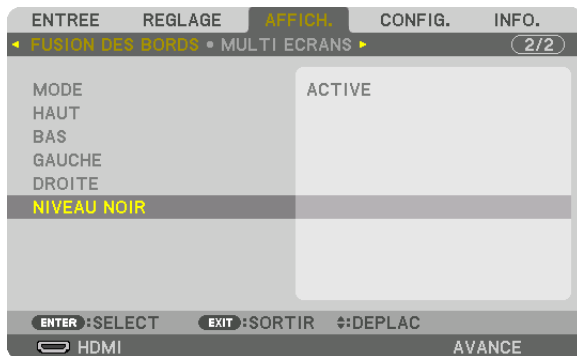 ENTREE REGLAGE AFFICH. CONFIG. INFO.
FUSION DES BORDS • MULTI ECRANS 2/2
MODE ACTIVE
HAUT
BAS
GAUCHE
DROITE
NIVEAU NOIR
ENTER :SELECT EXIT :SORTIR :DEPLAC
HDMI AVANCE